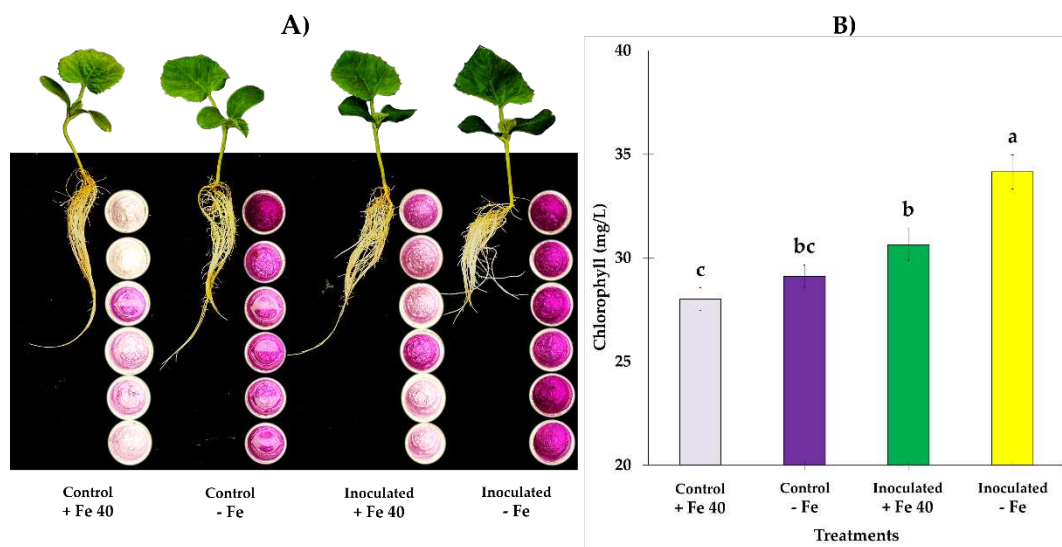 A)
Control
+ Fe 40
Control
- Fe
Inoculated
+ Fe 40
Inoculated
- Fe
B)
Chlorophyll (mg/L)
40
35
30
25
20
c
bc
b
a
Control
+ Fe 40
Control
- Fe
Inoculated
+ Fe 40
Inoculated
- Fe
Treatments